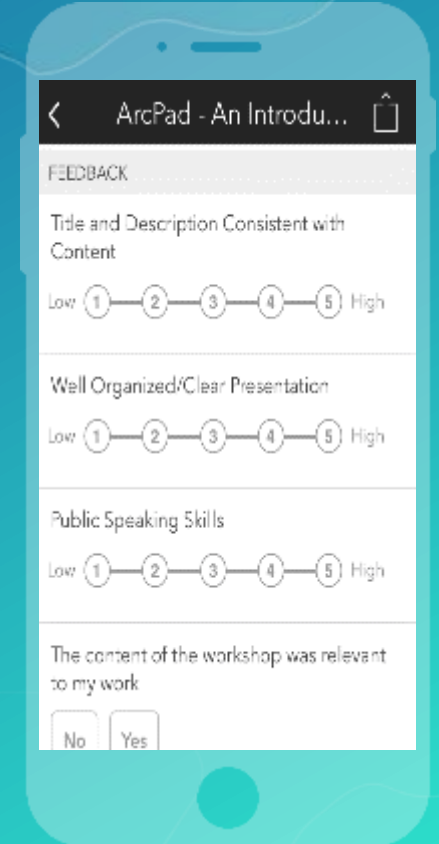 ArcPad - An Introdu...
FEEDBACK
Title and Description Consistent with
Content
Low 1 2 3 4 5 High
Well Organized/Clear Presentation
Low 1 2 3 4 5 High
Public Speaking Skills
Low 1 2 3 4 5 High
The content of the workshop was relevant
to my work
No Yes